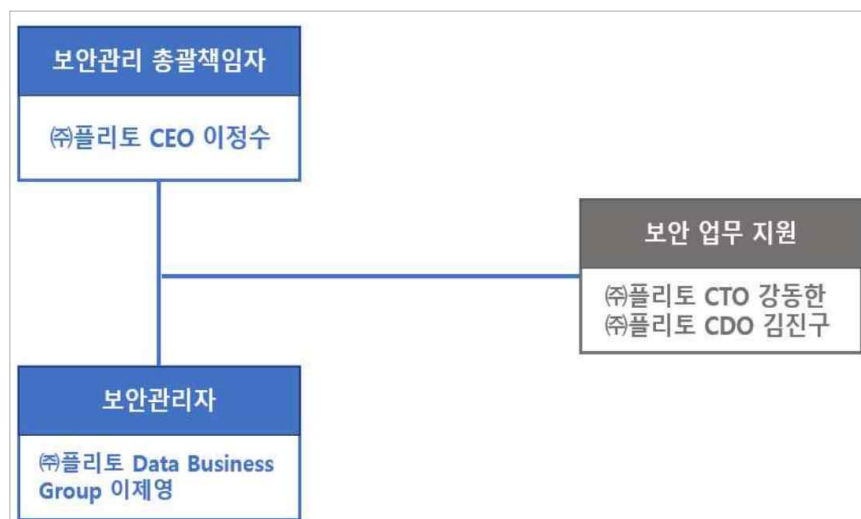 보안관리 총괄책임자
㈜플리토 CEO 이정수
보안 업무 지원
㈜플리토 CTO 강동한
㈜플리토 CDO 김진구
보안관리자
㈜플리토 Data Business
Group 이제영